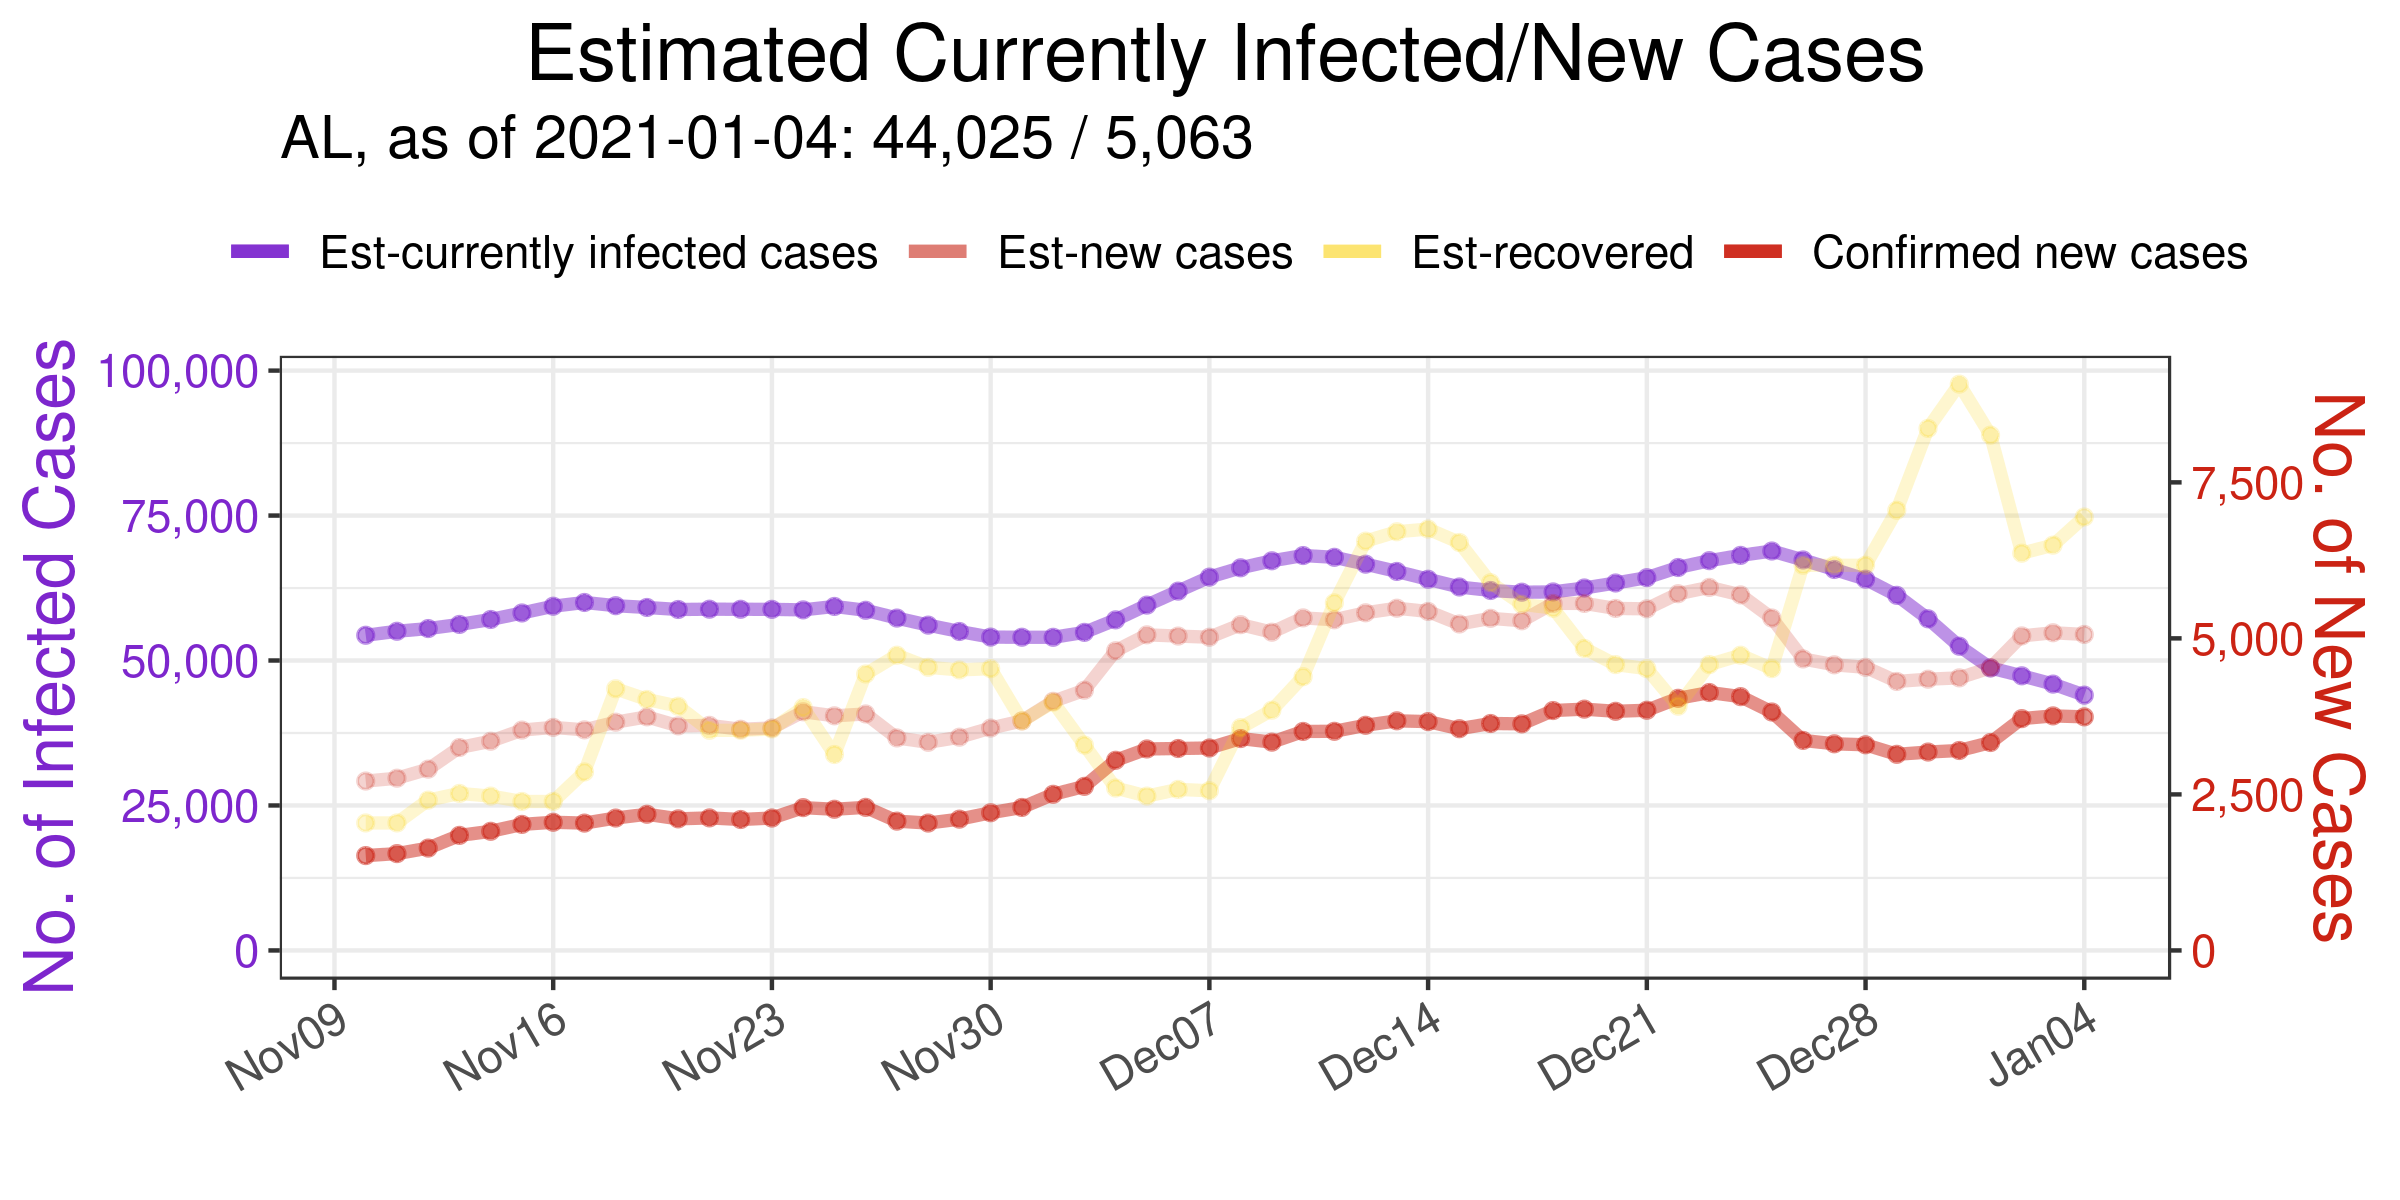 Estimated Currently Infected/New Cases
AL, as of 2021-01-04: 44,025 / 5,063
Est-currently infected cases Est-new cases Est-recovered Confirmed new cases
No. of Infected Cases
100,000
75,000
50,000
25,000
0
7,500
5,000
2,500
0
No. of New Cases
Nov09 Nov16 Nov23 Nov30 Dec07 Dec14 Dec21 Dec28 Jan04